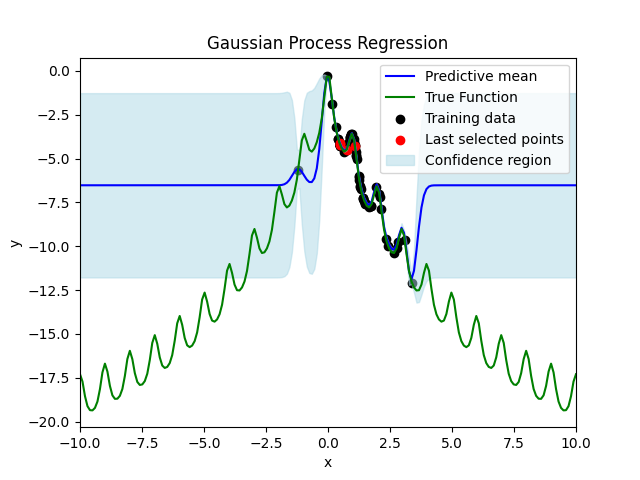 Gaussian Process Regression
Predictive mean
True Function
Training data
Last selected points
Confidence region
y
0.0
−2.5
−5.0
−7.5
−10.0
−12.5
−15.0
−17.5
−20.0
−10.0 −7.5 −5.0 −2.5 0.0 2.5 5.0 7.5 10.0
x